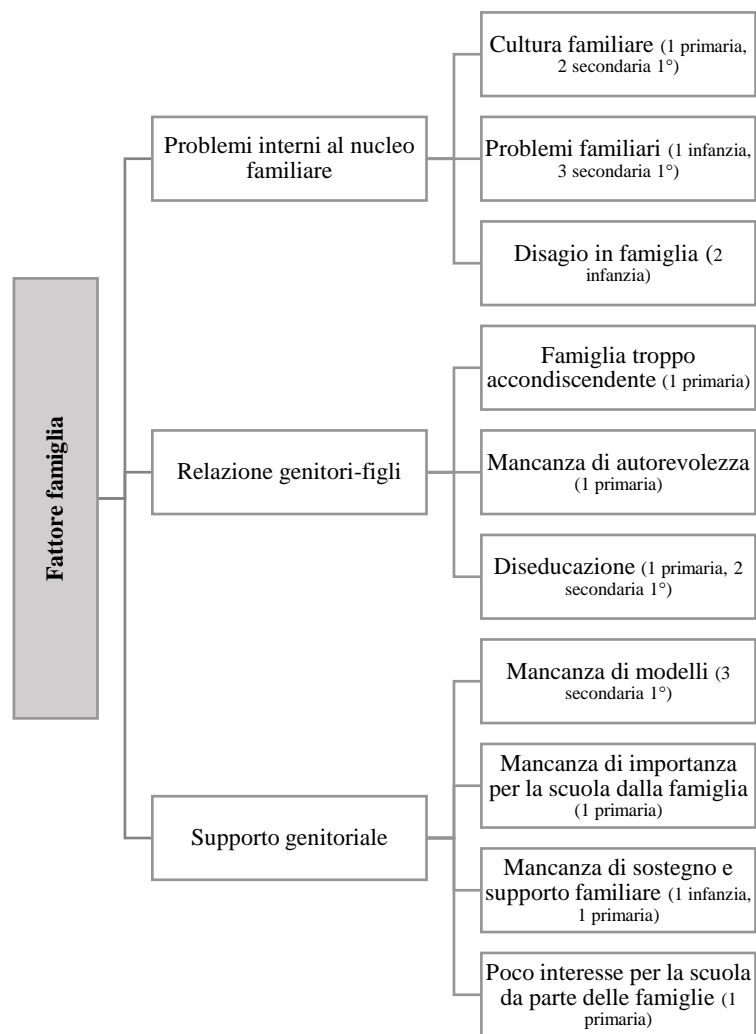 Fattore famiglia
Problemi interni al nucleo
familiare
Cultura familiare (1 primaria,
2 secondaria 1°)
Problemi familiari (1 infanzia,
3 secondaria 1°)
Disagio in famiglia (2
infanzia)
Relazione genitori-figli
Famiglia troppo
accondiscendente (1 primaria)
Mancanza di autorevolezza
(1 primaria)
Diseducazione (1 primaria, 2
secondaria 1°)
Supporto genitoriale
Mancanza di modelli (3
secondaria 1°)
Mancanza di importanza
per la scuola dalla famiglia
(1 primaria)
Mancanza di sostegno e
supporto familiare (1 infanzia,
1 primaria)
Poco interesse per la scuola
da parte delle famiglie (1
primaria)